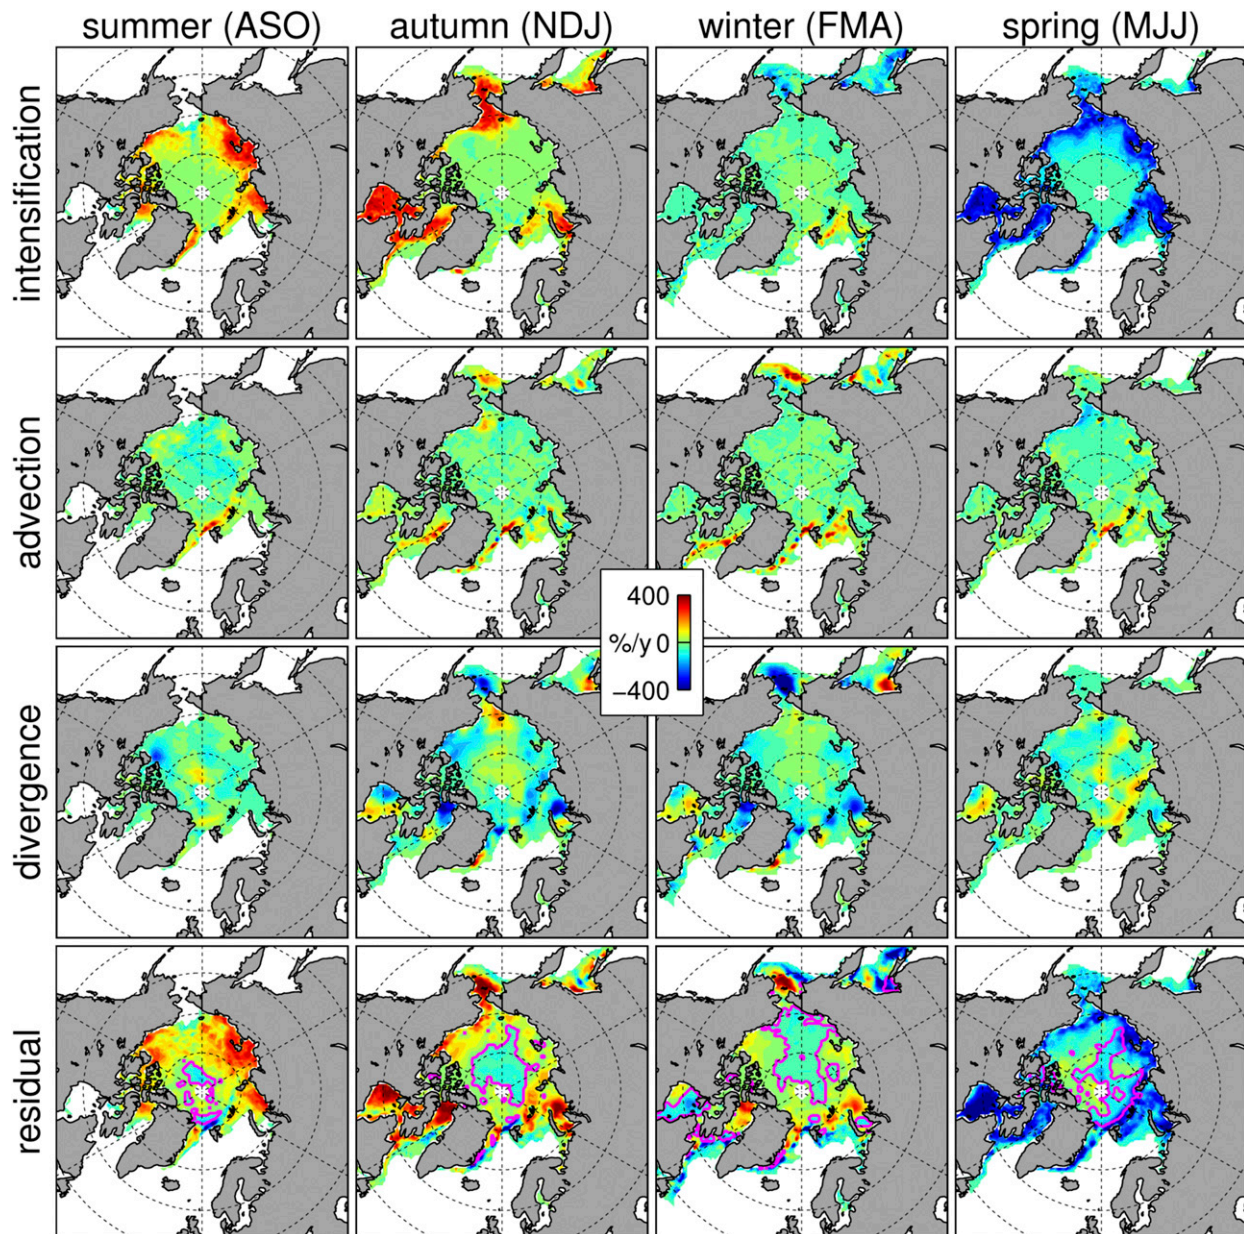 summer (ASO) autumn (NDJ) winter (FMA) spring (MJJ)
intensification
advection
400
%/y 0
−400
divergence
residual